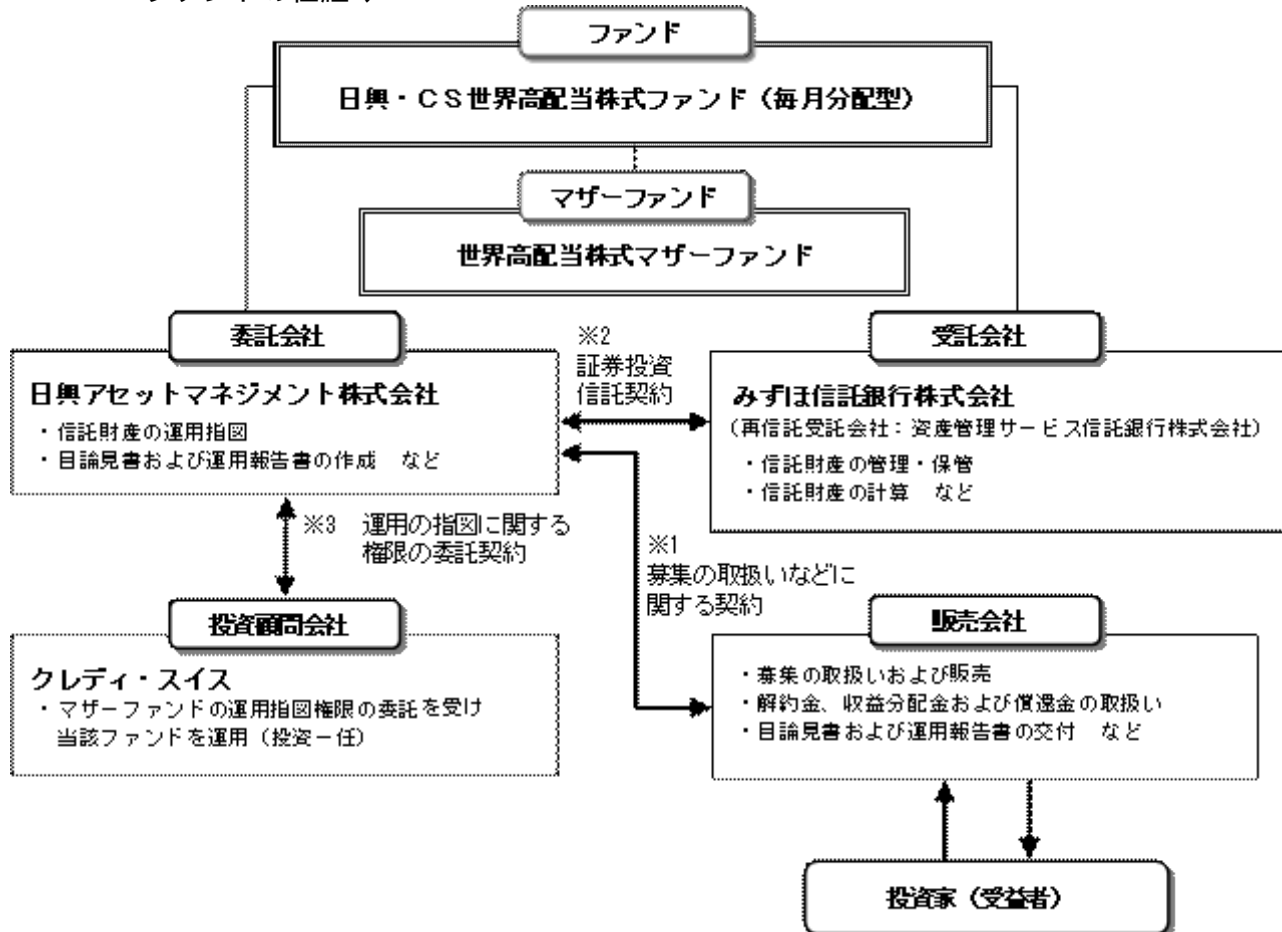 ファンド
日興・ＣＳ世界高配当株式ファンド（毎月分配型）
マザーファンド
世界高配当株式マザーファンド
委託会社
日興アセットマネジメント株式会社
・信託財産の運用指図
・目論見書および運用報告書の作成　など
※2
証券投資
信託契約
受託会社
みずほ信託銀行株式会社
（再信託受託会社：資産管理サービス信託銀行株式会社）
・信託財産の管理・保管
・信託財産の計算　など
※3　運用の指図に関する
権限の委託契約
※1
募集の取扱いなどに
関する契約
投資顧問会社
クレディ・スイス
・マザーファンドの運用指図権限の委託を受け
当該ファンドを運用（投資一任）
販売会社
・募集の取扱いおよび販売
・解約金、収益分配金および償還金の取扱い
・目論見書および運用報告書の交付　など
投資家（受益者）